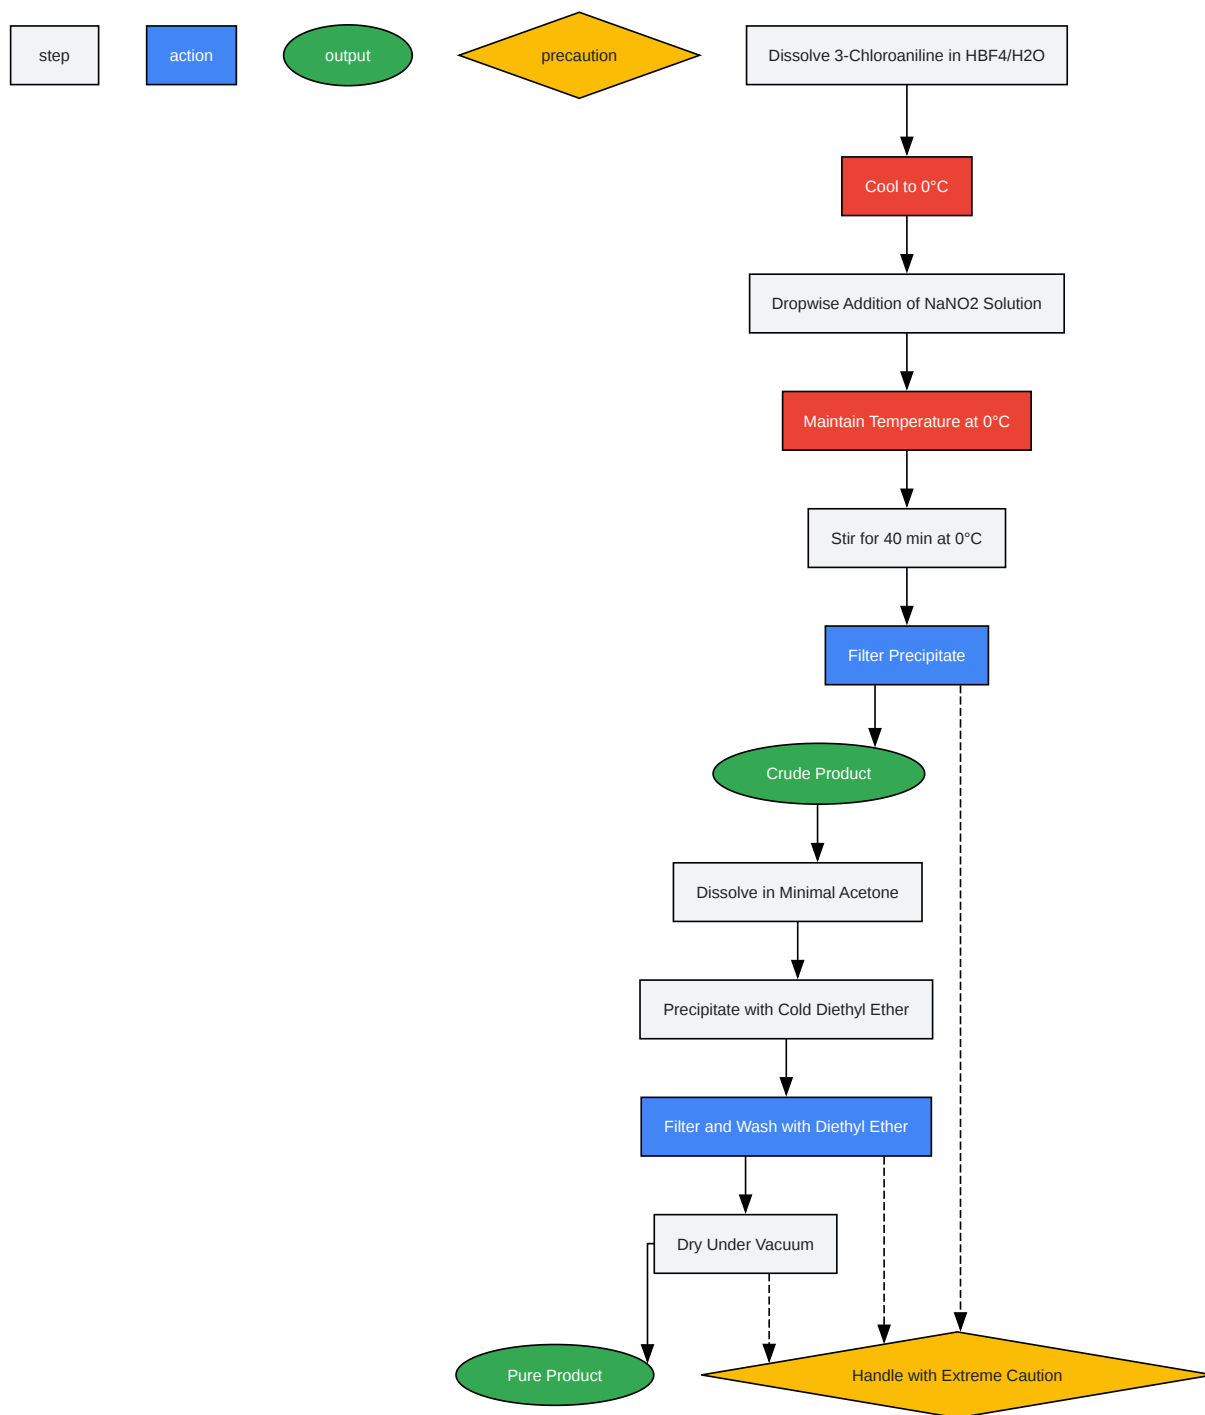 step
action
output
precaution
Dissolve 3-Chloroaniline in HBF4/H2O
Cool to 0°C
Dropwise Addition of NaNO2 Solution
Maintain Temperature at 0°C
Stir for 40 min at 0°C
Filter Precipitate
Crude Product
Dissolve in Minimal Acetone
Precipitate with Cold Diethyl Ether
Filter and Wash with Diethyl Ether
Dry Under Vacuum
Pure Product
Handle with Extreme Caution